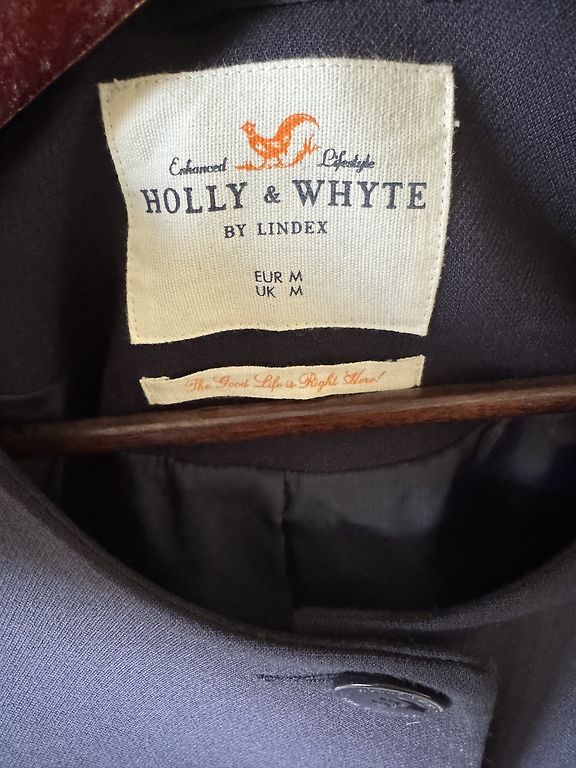 Enhanced Lifestyle
HOLLY & WHYTE
BY LINDEX
EUR M
UK M
The Good Life is Right Here!